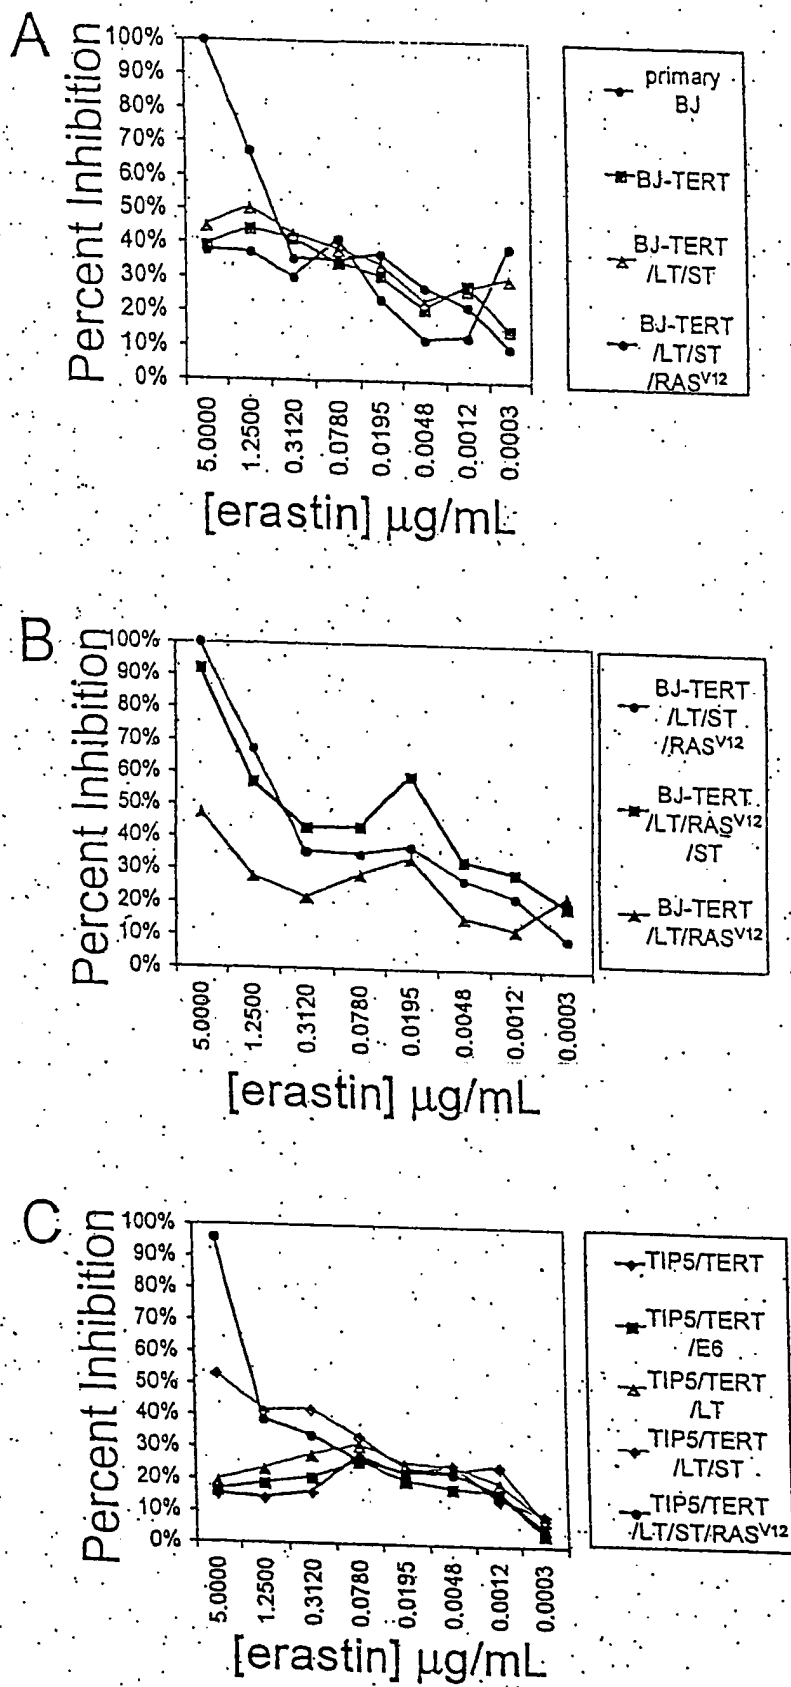 A
Percent Inhibition
100%
90%
80%
70%
60%
50%
40%
30%
20%
10%
0%
5.0000
1.2500
0.3120
0.0780
0.0195
0.0048
0.0012
0.0003
[erastin] µg/mL
primary
BJ
BJ-TERT
BJ-TERT
/LT/ST
BJ-TERT
/LT/ST
/RASV12
B
Percent Inhibition
100%
90%
80%
70%
60%
50%
40%
30%
20%
10%
0%
5.0000
1.2500
0.3120
0.0780
0.0195
0.0048
0.0012
0.0003
[erastin] µg/mL
BJ-TERT
/LT/ST
/RASV12
BJ-TERT
/LT/RASV12
/ST
BJ-TERT
/LT/RASV12
C
Percent Inhibition
100%
90%
80%
70%
60%
50%
40%
30%
20%
10%
0%
5.0000
1.2500
0.3120
0.0780
0.0195
0.0048
0.0012
0.0003
[erastin] µg/mL
TIP5/TERT
TIP5/TERT
/E6
TIP5/TERT
/LT
TIP5/TERT
/LT/ST
TIP5/TERT
/LT/ST/RASV12